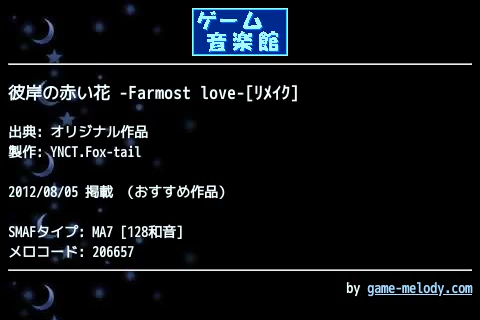 ゲーム
音楽館
彼岸の赤い花 -Farmost love-[ﾘﾒｲｸ]
出典: オリジナル作品
製作: YNCT.Fox-tail
2012/08/05 掲載 (おすすめ作品)
SMAFタイプ: MA7 [128和音]
メロコード: 206657
by game-melody.com